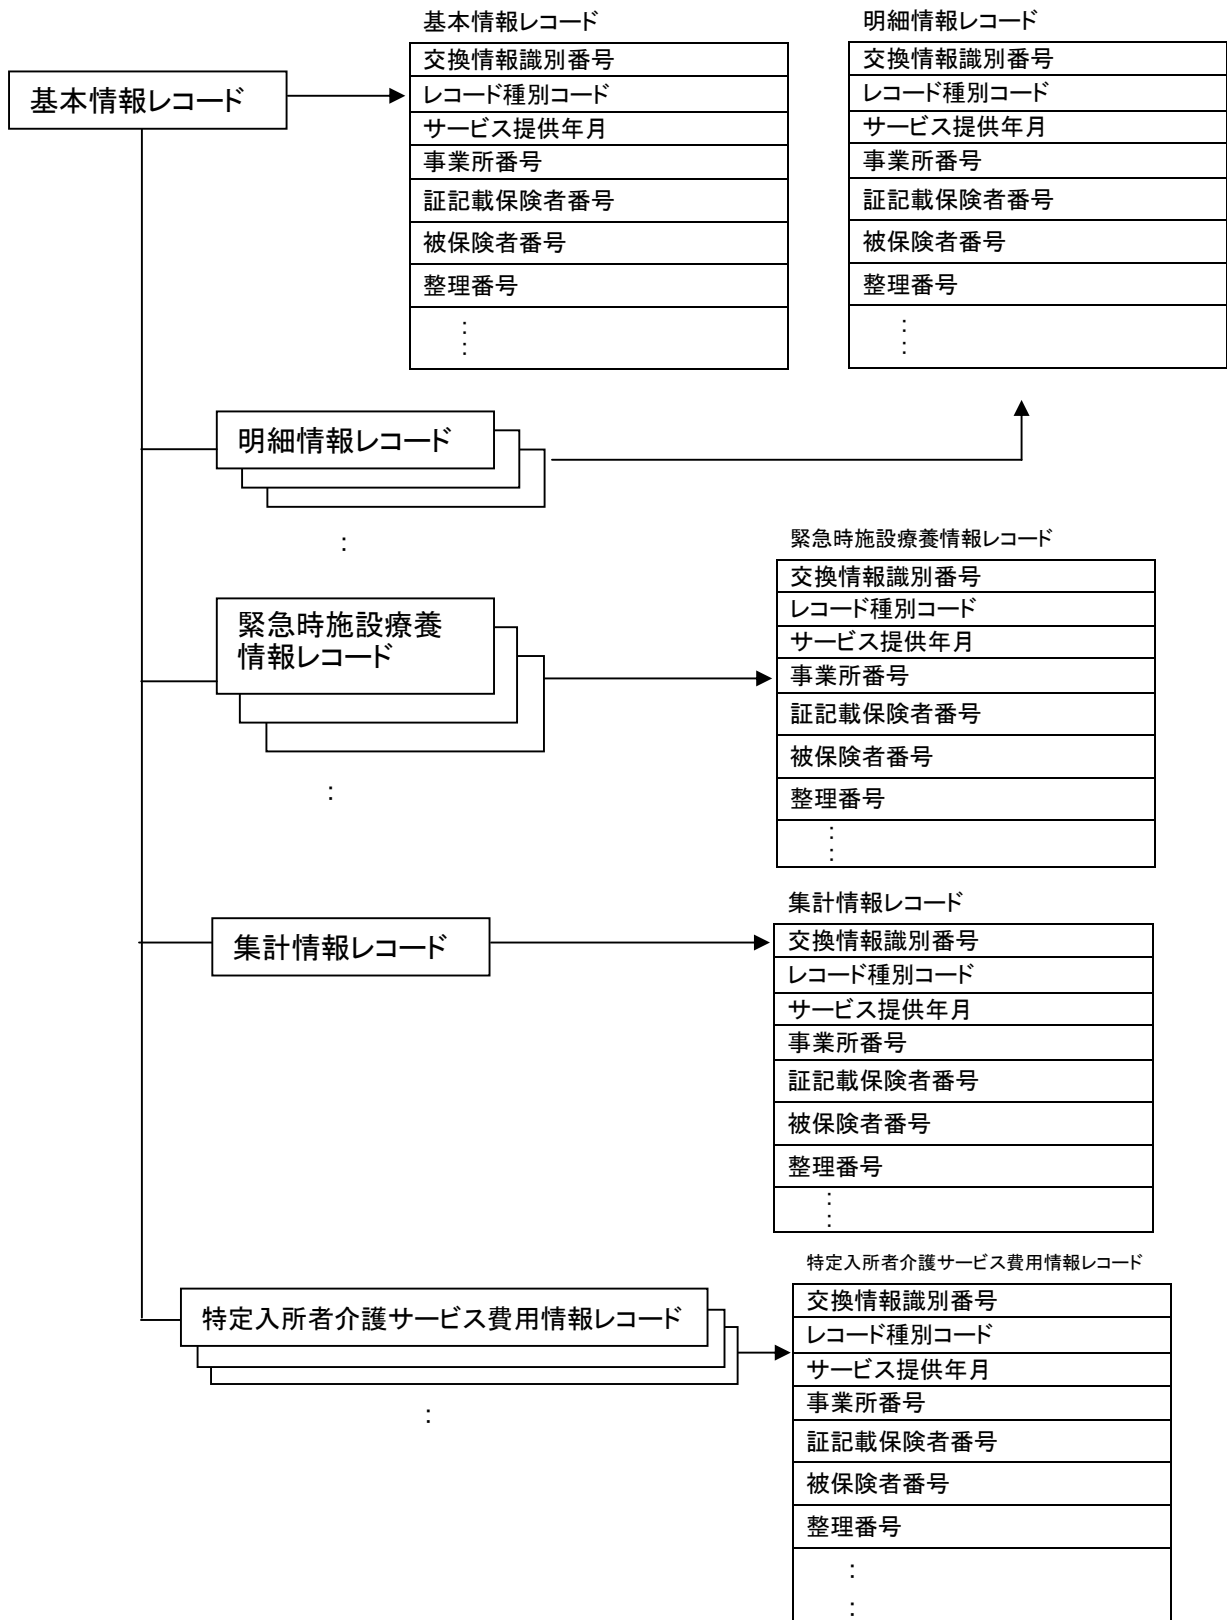 基本情報レコード
基本情報レコード
交換情報識別番号
レコード種別コード
サービス提供年月
事業所番号
証記載保険者番号
被保険者番号
整理番号
:
:
明細情報レコード
交換情報識別番号
レコード種別コード
サービス提供年月
事業所番号
証記載保険者番号
被保険者番号
整理番号
:
:
明細情報レコード
:
緊急時施設療養
情報レコード
:
緊急時施設療養情報レコード
交換情報識別番号
レコード種別コード
サービス提供年月
事業所番号
証記載保険者番号
被保険者番号
整理番号
:
:
集計情報レコード
集計情報レコード
交換情報識別番号
レコード種別コード
サービス提供年月
事業所番号
証記載保険者番号
被保険者番号
整理番号
:
:
特定入所者介護サービス費用情報レコード
:
特定入所者介護サービス費用情報レコード
交換情報識別番号
レコード種別コード
サービス提供年月
事業所番号
証記載保険者番号
被保険者番号
整理番号
:
: